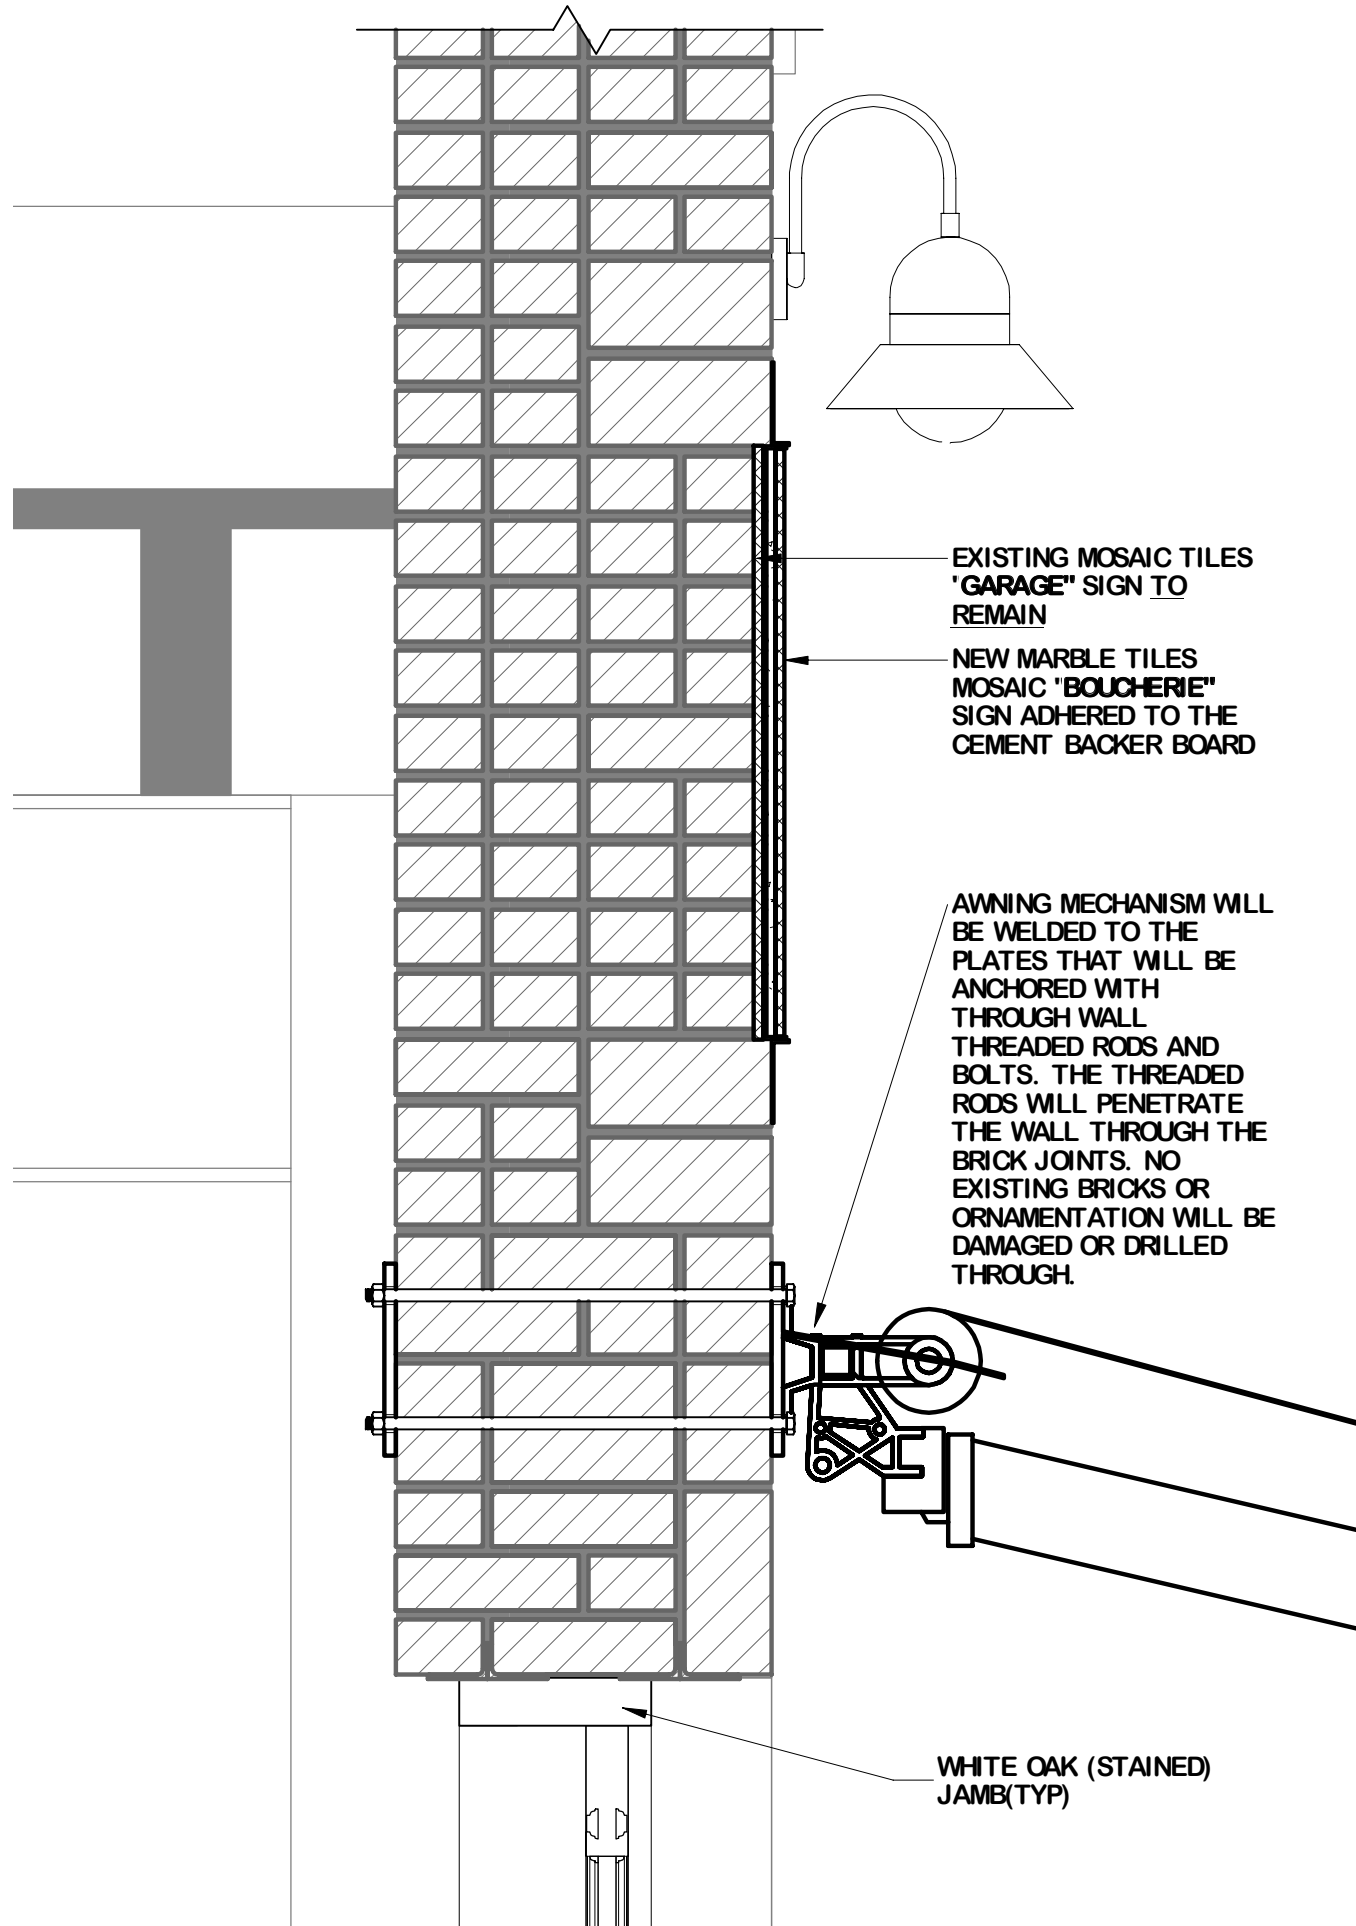 EXISTING MOSAIC TILES
"GARAGE" SIGN TO
REMAIN
NEW MARBLE TILES
MOSAIC "BOUCHERIE"
SIGN ADHERED TO THE
CEMENT BACKER BOARD
AWNING MECHANISM WILL
BE WELDED TO THE
PLATES THAT WILL BE
ANCHORED WITH
THROUGH WALL
THREADED RODS AND
BOLTS. THE THREADED
RODS WILL PENETRATE
THE WALL THROUGH THE
BRICK JOINTS. NO
EXISTING BRICKS OR
ORNAMENTATION WILL BE
DAMAGED OR DRILLED
THROUGH.
WHITE OAK (STAINED)
JAMB(TYP)